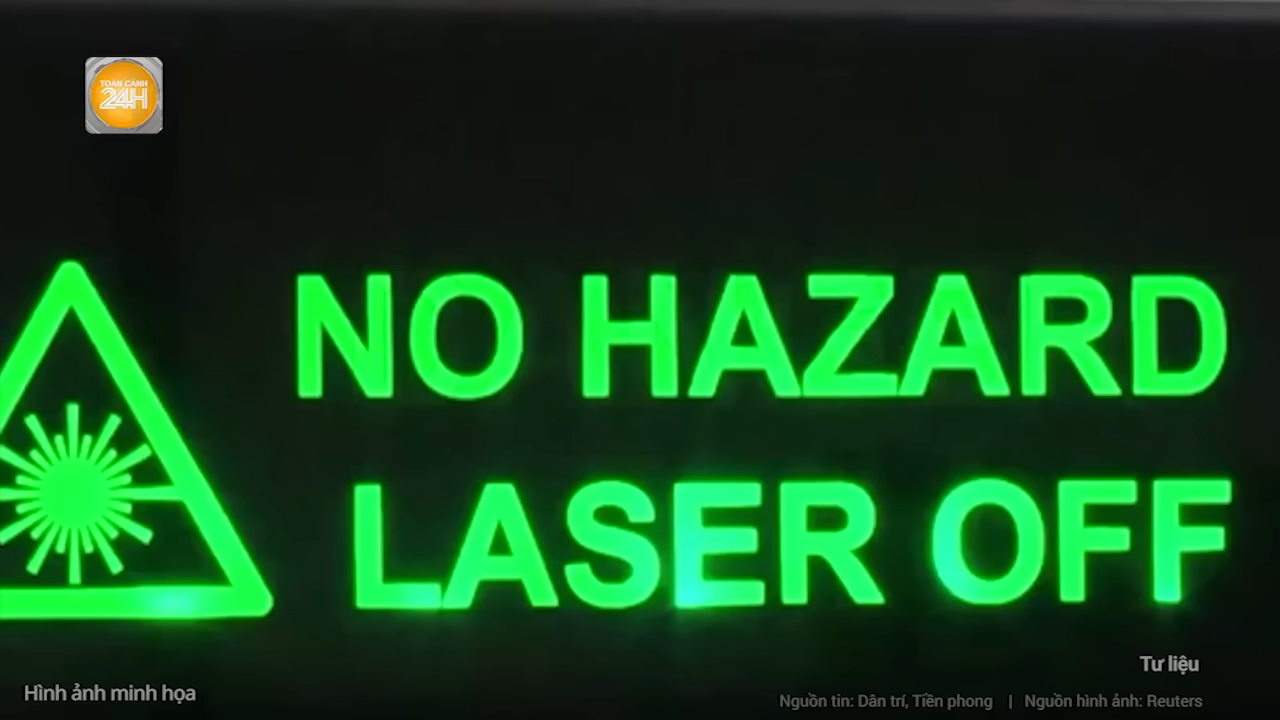 TOÀN CẢNH
24H
NO HAZARD
LASER OFF
Tư liệu
Hình ảnh minh họa
Nguồn tin: Dân trí, Tiền phong | Nguồn hình ảnh: Reuters